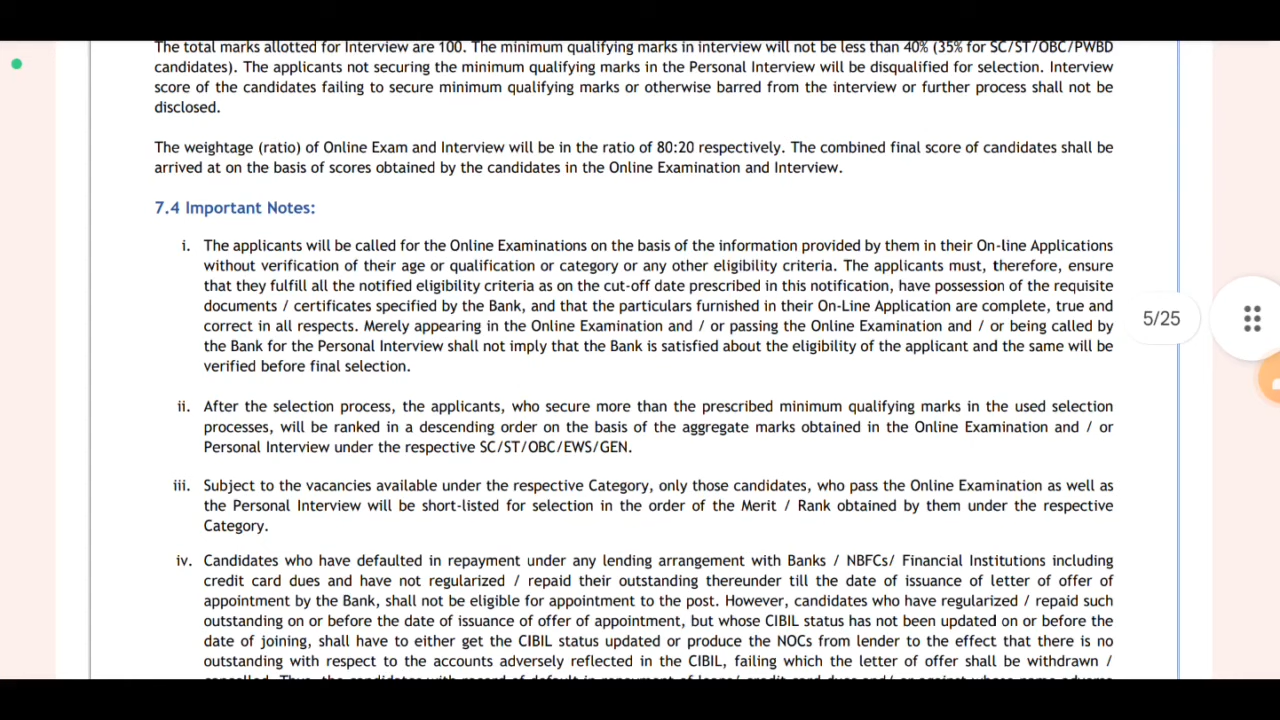 The total marks allotted for Interview are 100. The minimum qualifying marks in interview will not be less than 40% (35% for SC/ST/OBC/PWBD
candidates). The applicants not securing the minimum qualifying marks in the Personal Interview will be disqualified for selection. Interview
score of the candidates failing to secure minimum qualifying marks or otherwise barred from the interview or further process shall not be
disclosed.
The weightage (ratio) of Online Exam and Interview will be in the ratio of 80:20 respectively. The combined final score of candidates shall be
arrived at on the basis of scores obtained by the candidates in the Online Examination and Interview.
7.4 Important Notes:
i. The applicants will be called for the Online Examinations on the basis of the information provided by them in their On-line Applications
without verification of their age or qualification or category or any other eligibility criteria. The applicants must, therefore, ensure
that they fulfill all the notified eligibility criteria as on the cut-off date prescribed in this notification, have possession of the requisite
documents / certificates specified by the Bank, and that the particulars furnished in their On-Line Application are complete, true and
correct in all respects. Merely appearing in the Online Examination and / or passing the Online Examination and / or being called by
the Bank for the Personal Interview shall not imply that the Bank is satisfied about the eligibility of the applicant and the same will be
verified before final selection.
5/25
ii. After the selection process, the applicants, who secure more than the prescribed minimum qualifying marks in the used selection
processes, will be ranked in a descending order on the basis of the aggregate marks obtained in the Online Examination and / or
Personal Interview under the respective SC/ST/OBC/EWS/GEN.
iii. Subject to the vacancies available under the respective Category, only those candidates, who pass the Online Examination as well as
the Personal Interview will be short-listed for selection in the order of the Merit / Rank obtained by them under the respective
Category.
iv. Candidates who have defaulted in repayment under any lending arrangement with Banks / NBFCs/ Financial Institutions including
credit card dues and have not regularized / repaid their outstanding thereunder till the date of issuance of letter of offer of
appointment by the Bank, shall not be eligible for appointment to the post. However, candidates who have regularized / repaid such
outstanding on or before the date of issuance of offer of appointment, but whose CIBIL status has not been updated on or before the
date of joining, shall have to either get the CIBIL status updated or produce the NOCs from lender to the effect that there is no
outstanding with respect to the accounts adversely reflected in the CIBIL, failing which the letter of offer shall be withdrawn /